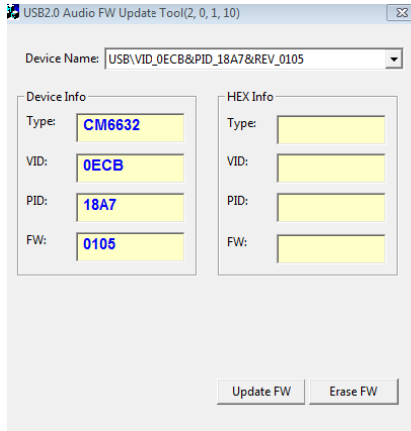 USB2.0 Audio FW Update Tool(2, 0, 1, 10)
Device Name: USB\VID_0ECB&PID_18A7&REV_0105
Device Info
Type: CM6632
VID: 0ECB
PID: 18A7
FW: 0105
HEX Info
Type:
VID:
PID:
FW:
Update FW Erase FW